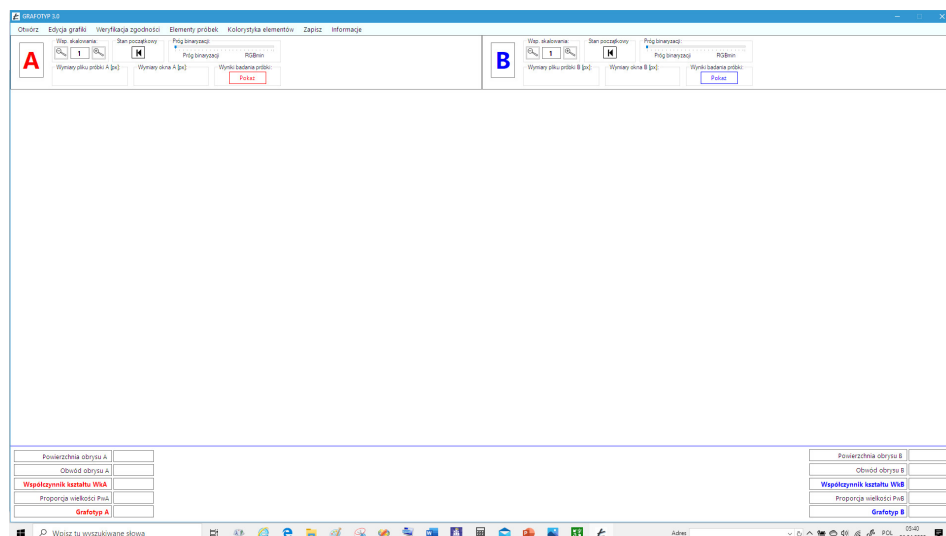 GRAFOTYP 3.0
Otwórz Edycja grafiki Weryfikacja zgodności Elementy próbek Kolorystyka elementów Zapisz Informacje
A
Wsp. skalowania: Stan początkowy Próg binaryzacji:
1
Próg binaryzacji RGBmin
Wymiary pliku próbki A [px]: Wymiary okna A [px]: Wyniki badania próbki:
Pokaż
B
Wsp. skalowania: Stan początkowy Próg binaryzacji:
1
Próg binaryzacji RGBmin
Wymiary pliku próbki B [px]: Wymiary okna B [px]: Wyniki badania próbki:
Pokaż
Powierzchnia obrysu A
Obwód obrysu A
Współczynnik kształtu WkA
Proporcja wielkości PwA
Grafotyp A
Powierzchnia obrysu B
Obwód obrysu B
Współczynnik kształtu WkB
Proporcja wielkości PwB
Grafotyp B
Wpisz tu wyszukiwane słowa
Adres
POL
09:40